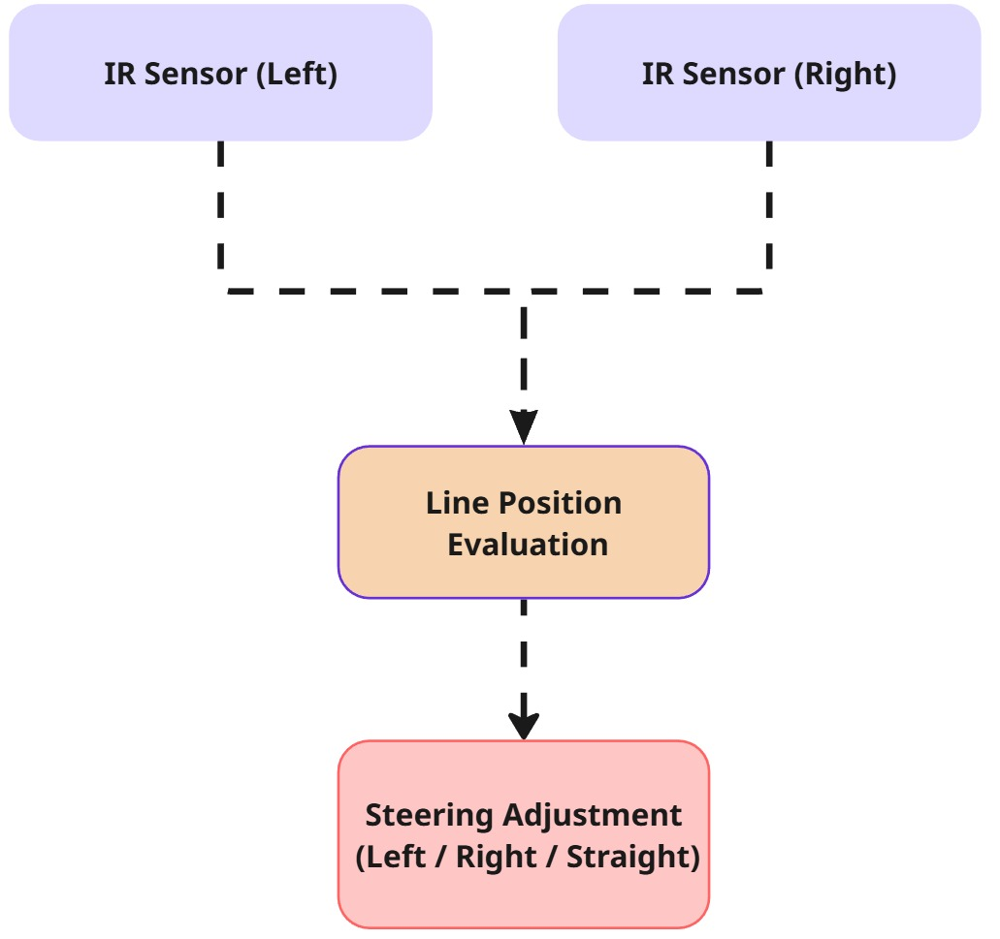 IR Sensor (Left)
IR Sensor (Right)
Line Position
Evaluation
Steering Adjustment
(Left / Right / Straight)